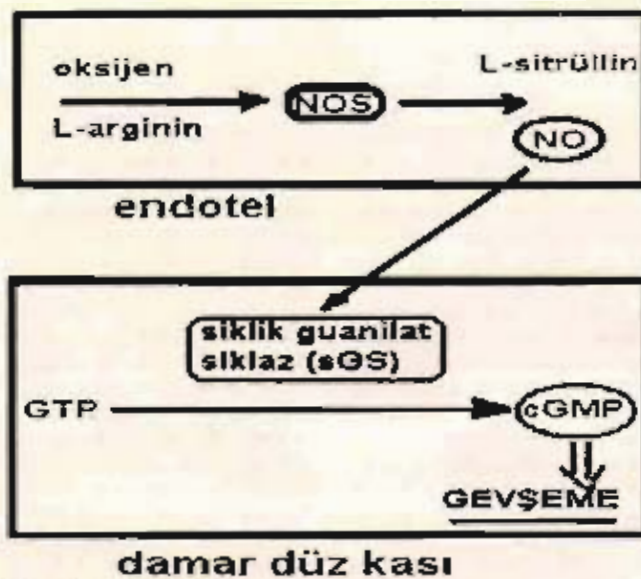 oksijen
L-arginin
NOS
L-sitrüllin
NO
endotel
siklik guanilat
siklaz (sGS)
GTP
cGMP
GEVŞEME
damar düz kası